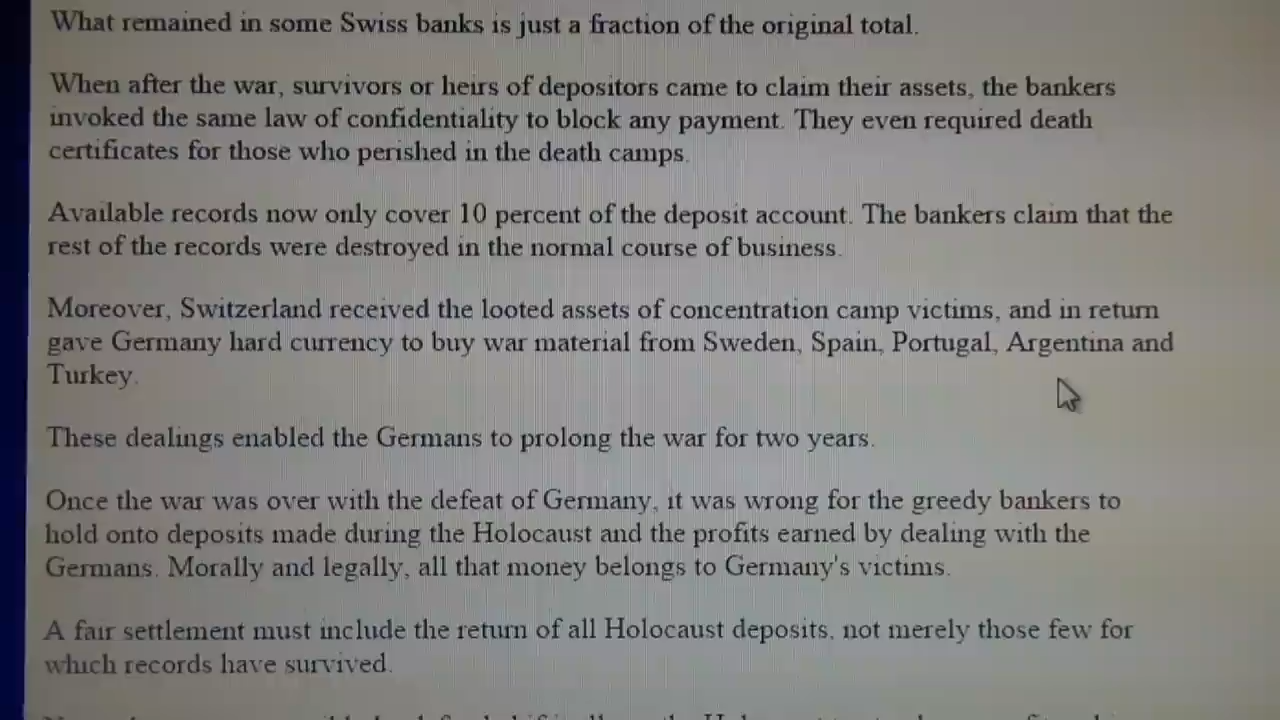 What remained in some Swiss banks is just a fraction of the original total.
When after the war, survivors or heirs of depositors came to claim their assets, the bankers
invoked the same law of confidentiality to block any payment. They even required death
certificates for those who perished in the death camps.
Available records now only cover 10 percent of the deposit account. The bankers claim that the
rest of the records were destroyed in the normal course of business.
Moreover, Switzerland received the looted assets of concentration camp victims, and in return
gave Germany hard currency to buy war material from Sweden, Spain, Portugal, Argentina and
Turkey.
These dealings enabled the Germans to prolong the war for two years.
Once the war was over with the defeat of Germany, it was wrong for the greedy bankers to
hold onto deposits made during the Holocaust and the profits earned by dealing with the
Germans. Morally and legally, all that money belongs to Germany's victims.
A fair settlement must include the return of all Holocaust deposits, not merely those few for
which records have survived.